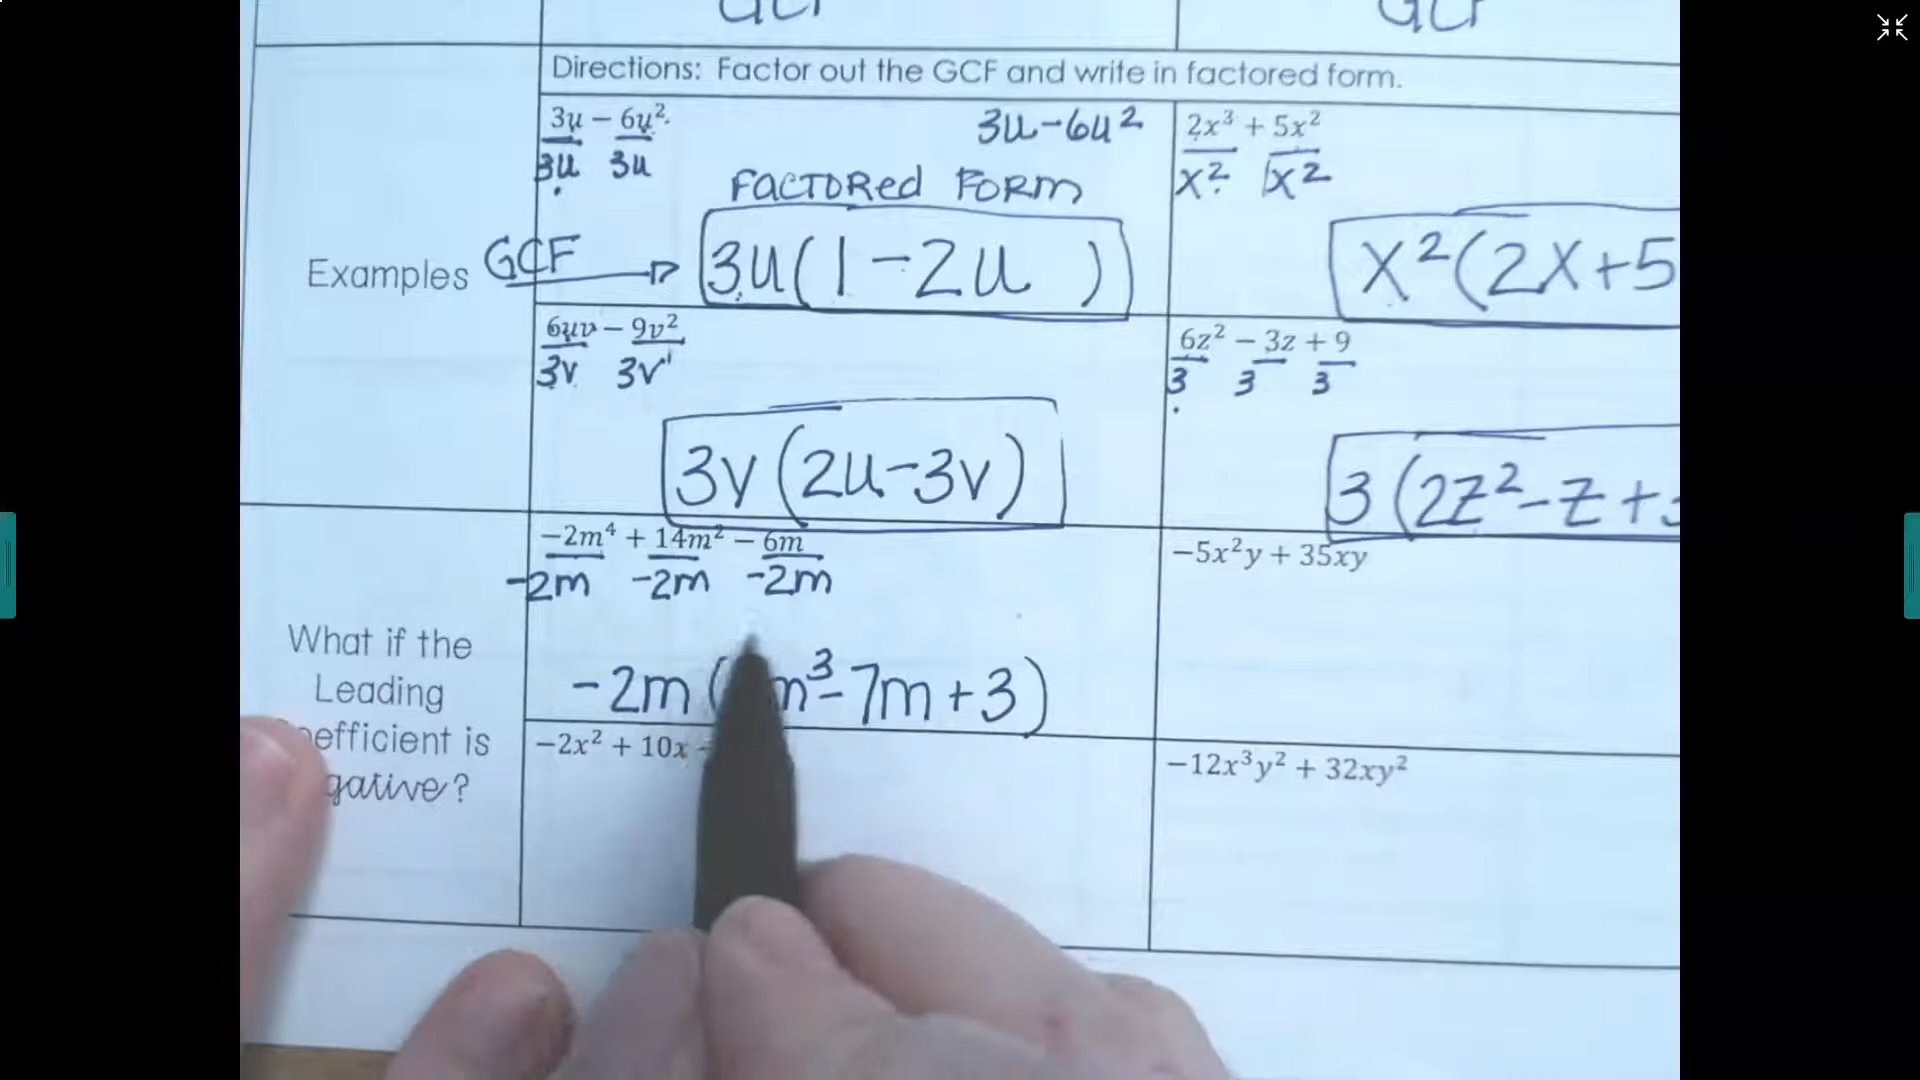 Directions: Factor out the GCF and write in factored form.
3u − 6u²
3u 3u
3u-6u²
FACTORED FORM
GCF
3u(1-2u )
2x³ + 5x²
x² x²
x²(2x+5
Examples
6uv − 9v²
3v 3v
3v(2u-3v)
6z² − 3z + 9
3 3 3
3(2z²-z+
−2m⁴ + 14m² − 6m
-2m -2m -2m
m³-7m+3)
-2m(
−5x²y + 35xy
What if the
Leading
efficient is
gative?
−2x² + 10x
−12x³y² + 32xy²